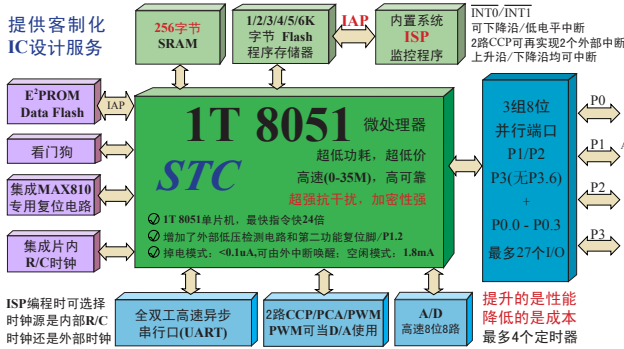 提供客制化
IC设计服务
256字节
SRAM
1/2/3/4/5/6K
字节 Flash
程序存储器
IAP
内置系统
ISP
监控程序
INT0/INT1
可下降沿/低电平中断
2路CCP可再实现2个外部中断
上升沿/下降沿均可中断
E²PROM
Data Flash
IAP
看门狗
集成MAX810
专用复位电路
集成片内
R/C时钟
1T 8051 微处理器
STC
超低功耗，超低价
高速(0-35M)，高可靠
超强抗干扰，加密性强
1T 8051单片机，最快指令快24倍
增加了外部低压检测电路和第二功能复位脚/P1.2
掉电模式：<0.1uA,可由外中断唤醒；空闲模式：1.8mA
3组8位
并行端口
P1/P2
P3(无P3.6)
+
P0.0 - P0.3
最多27个I/O
P0
P1
P2
P3
ISP编程时可选择
时钟源是内部R/C
时钟还是外部时钟
全双工高速异步
串行口(UART)
2路CCP/PCA/PWM
PWM可当D/A使用
A/D
高速8位8路
提升的是性能
降低的是成本
最多4个定时器